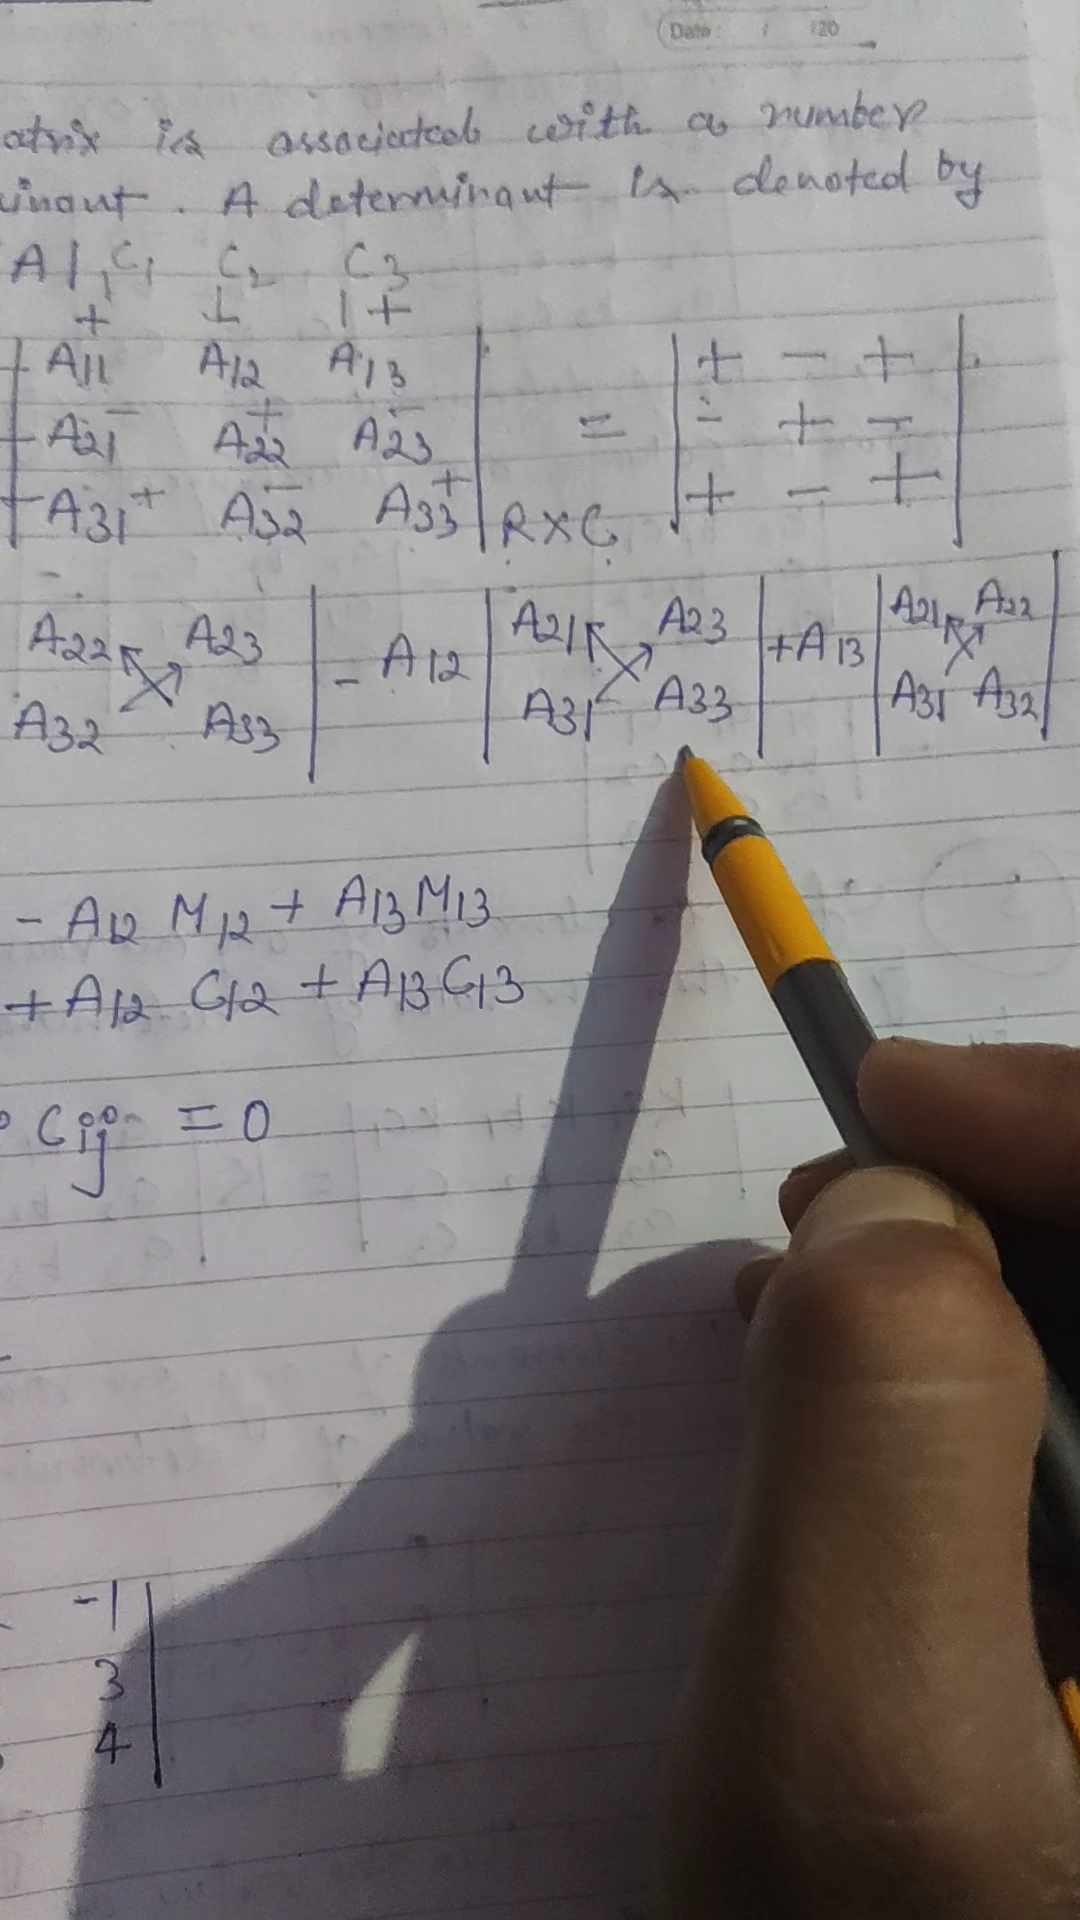 Date / /20
atrix is associated with a number
inant. A determinant is denoted by
A| C1 C2 C3
+ - | +
A11 A12 A13 | = | + - + |
A21 - A22 + A23 - | - + - |
A31 + A32 - A33 + | R×C | + - + |
A22 A23 | - A12 | A21 A23 | + A13 | A21 A22 |
A32 A33 | A31 A33 | A31 A32 |
- A12 M12 + A13 M13
+ A12 C12 + A13 C13
Cij = 0
-1 |
3
4